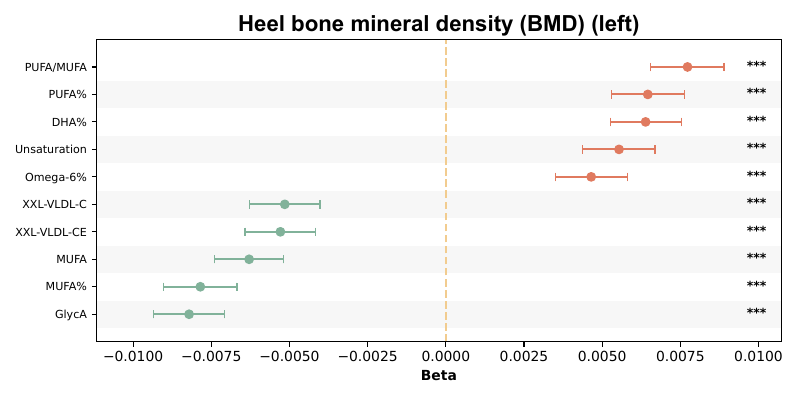 Heel bone mineral density (BMD) (left)
PUFA/MUFA ***
PUFA% ***
DHA% ***
Unsaturation ***
Omega-6% ***
XXL-VLDL-C ***
XXL-VLDL-CE ***
MUFA ***
MUFA% ***
GlycA ***
−0.0100 −0.0075 −0.0050 −0.0025 0.0000 0.0025 0.0050 0.0075 0.0100
Beta